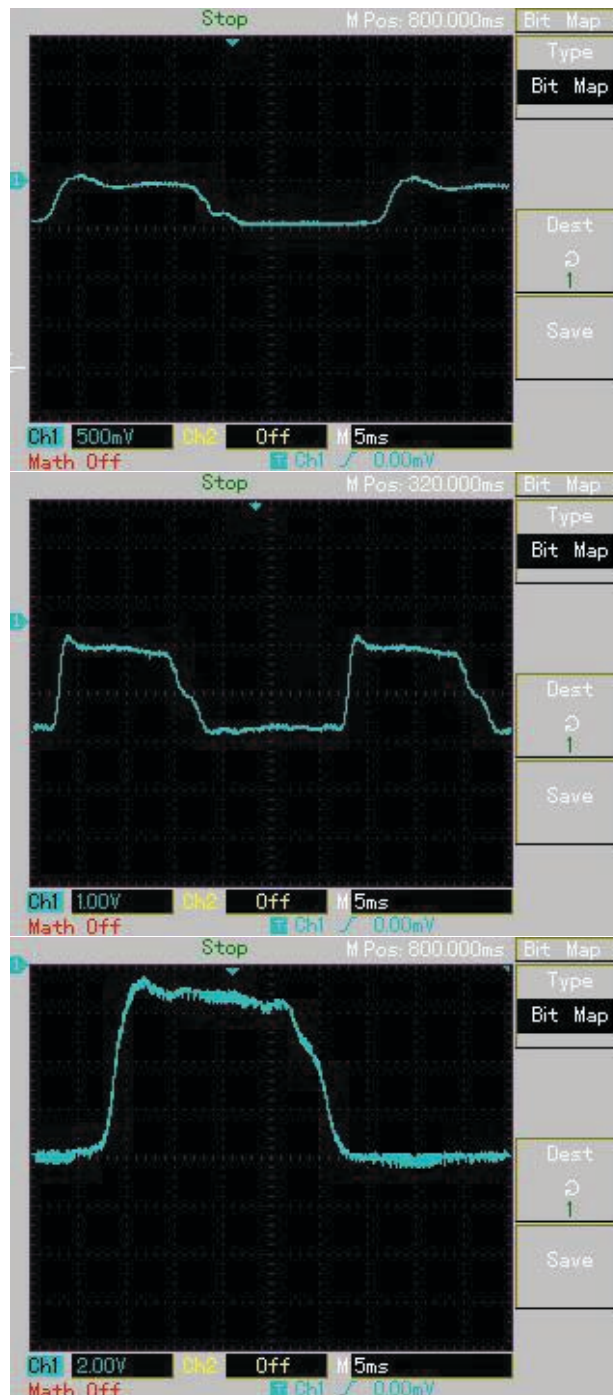 Stop M Pos: 800.000ms Bit Map
Type
Bit Map
1
Dest
1
Save
Ch1 500mV Ch2 Off M 5ms
Math Off T Ch1 0.00mV
Stop M Pos: 320.000ms Bit Map
Type
Bit Map
1
Dest
1
Save
Ch1 1.00V Ch2 Off M 5ms
Math Off T Ch1 0.00mV
Stop M Pos: 800.000ms Bit Map
1
Type
Bit Map
Dest
1
Save
Ch1 2.00V Ch2 Off M 5ms
Math Off T Ch1 0.00mV